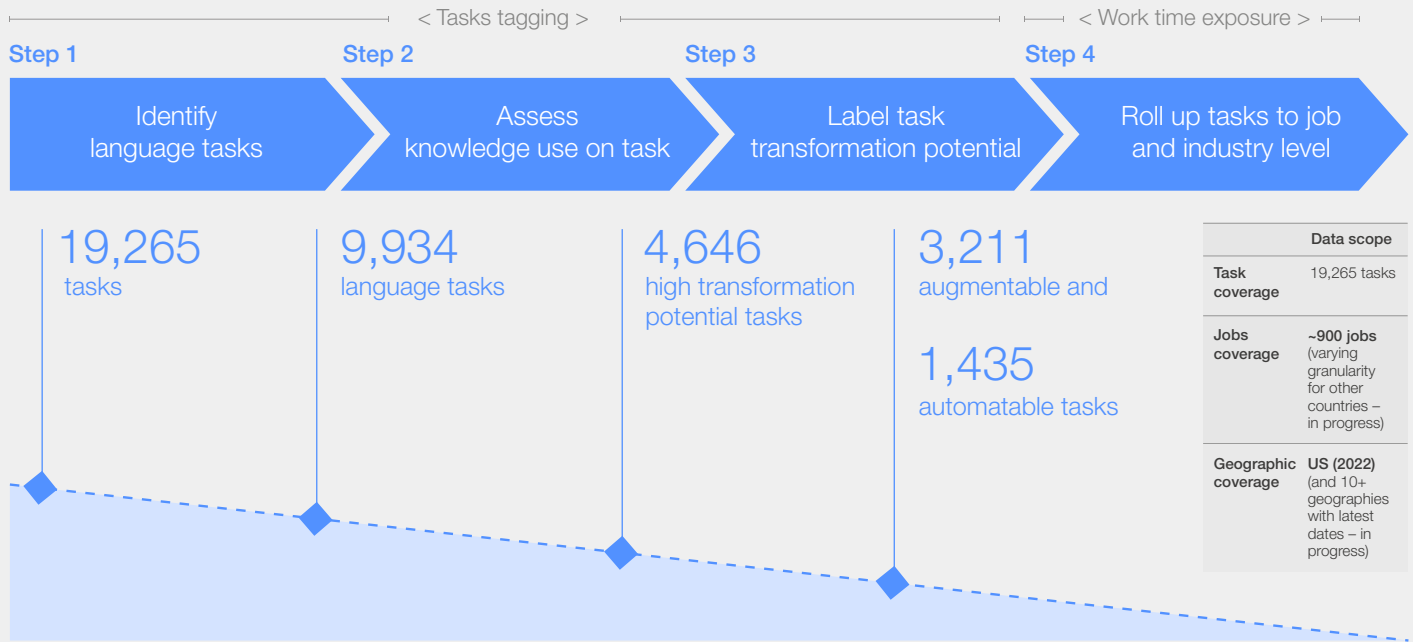 < Tasks tagging >
< Work time exposure >
Step 1
Step 2
Step 3
Step 4
Identify
language tasks
Assess
knowledge use on task
Label task
transformation potential
Roll up tasks to job
and industry level
19,265
tasks
9,934
language tasks
4,646
high transformation
potential tasks
3,211
augmentable and
1,435
automatable tasks
Data scope
Task
coverage
19,265 tasks
Jobs
coverage
~900 jobs
(varying
granularity
for other
countries –
in progress)
Geographic
coverage
US (2022)
(and 10+
geographies
with latest
dates – in
progress)